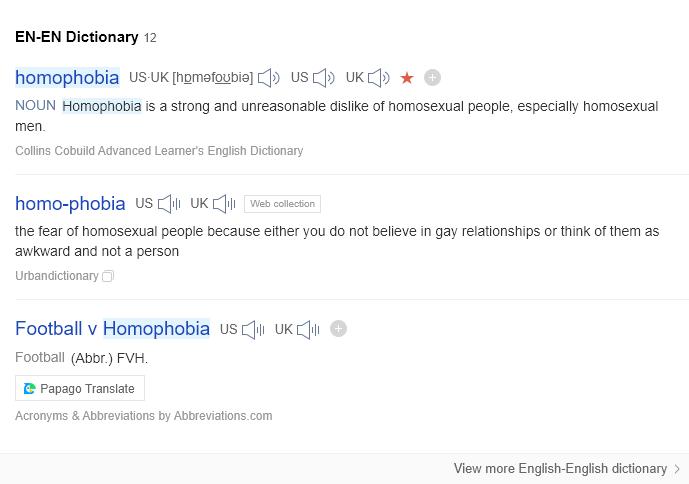 EN-EN Dictionary 12
homophobia US·UK [hɒməfoʊbiə] US UK
NOUN Homophobia is a strong and unreasonable dislike of homosexual people, especially homosexual
men.
Collins Cobuild Advanced Learner's English Dictionary
homo-phobia US UK Web collection
the fear of homosexual people because either you do not believe in gay relationships or think of them as
awkward and not a person
Urbandictionary
Football v Homophobia US UK
Football (Abbr.) FVH.
Papago Translate
Acronyms & Abbreviations by Abbreviations.com
View more English-English dictionary